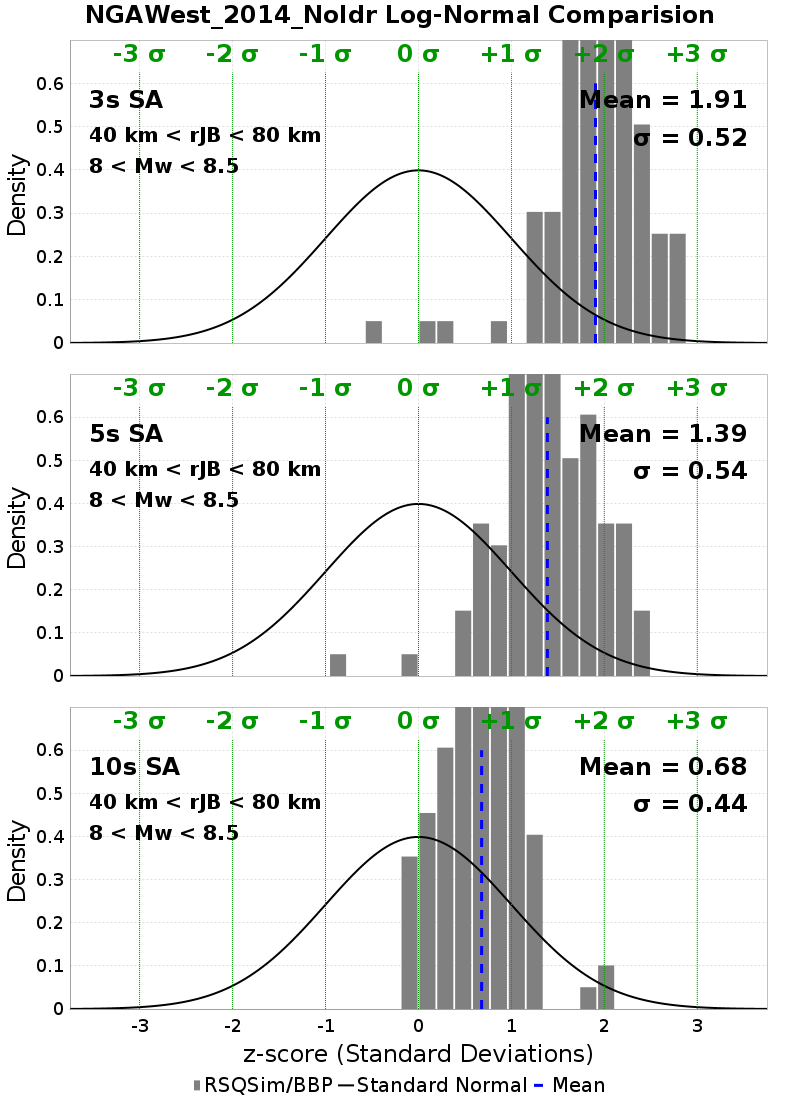 NGAWest_2014_NoIdr Log-Normal Comparision
-3 σ -2 σ -1 σ 0 σ +1 σ +2 σ +3 σ
3s SA
Mean = 1.91
40 km < rJB < 80 km
σ = 0.52
8 < Mw < 8.5
Density
0.6
0.5
0.4
0.3
0.2
0.1
0
-3 σ -2 σ -1 σ 0 σ +1 σ +2 σ +3 σ
5s SA
Mean = 1.39
40 km < rJB < 80 km
σ = 0.54
8 < Mw < 8.5
Density
0.6
0.5
0.4
0.3
0.2
0.1
0
-3 σ -2 σ -1 σ 0 σ +1 σ +2 σ +3 σ
10s SA
Mean = 0.68
40 km < rJB < 80 km
σ = 0.44
8 < Mw < 8.5
Density
0.6
0.5
0.4
0.3
0.2
0.1
0
-3 -2 -1 0 1 2 3
z-score (Standard Deviations)
RSQSim/BBP Standard Normal Mean